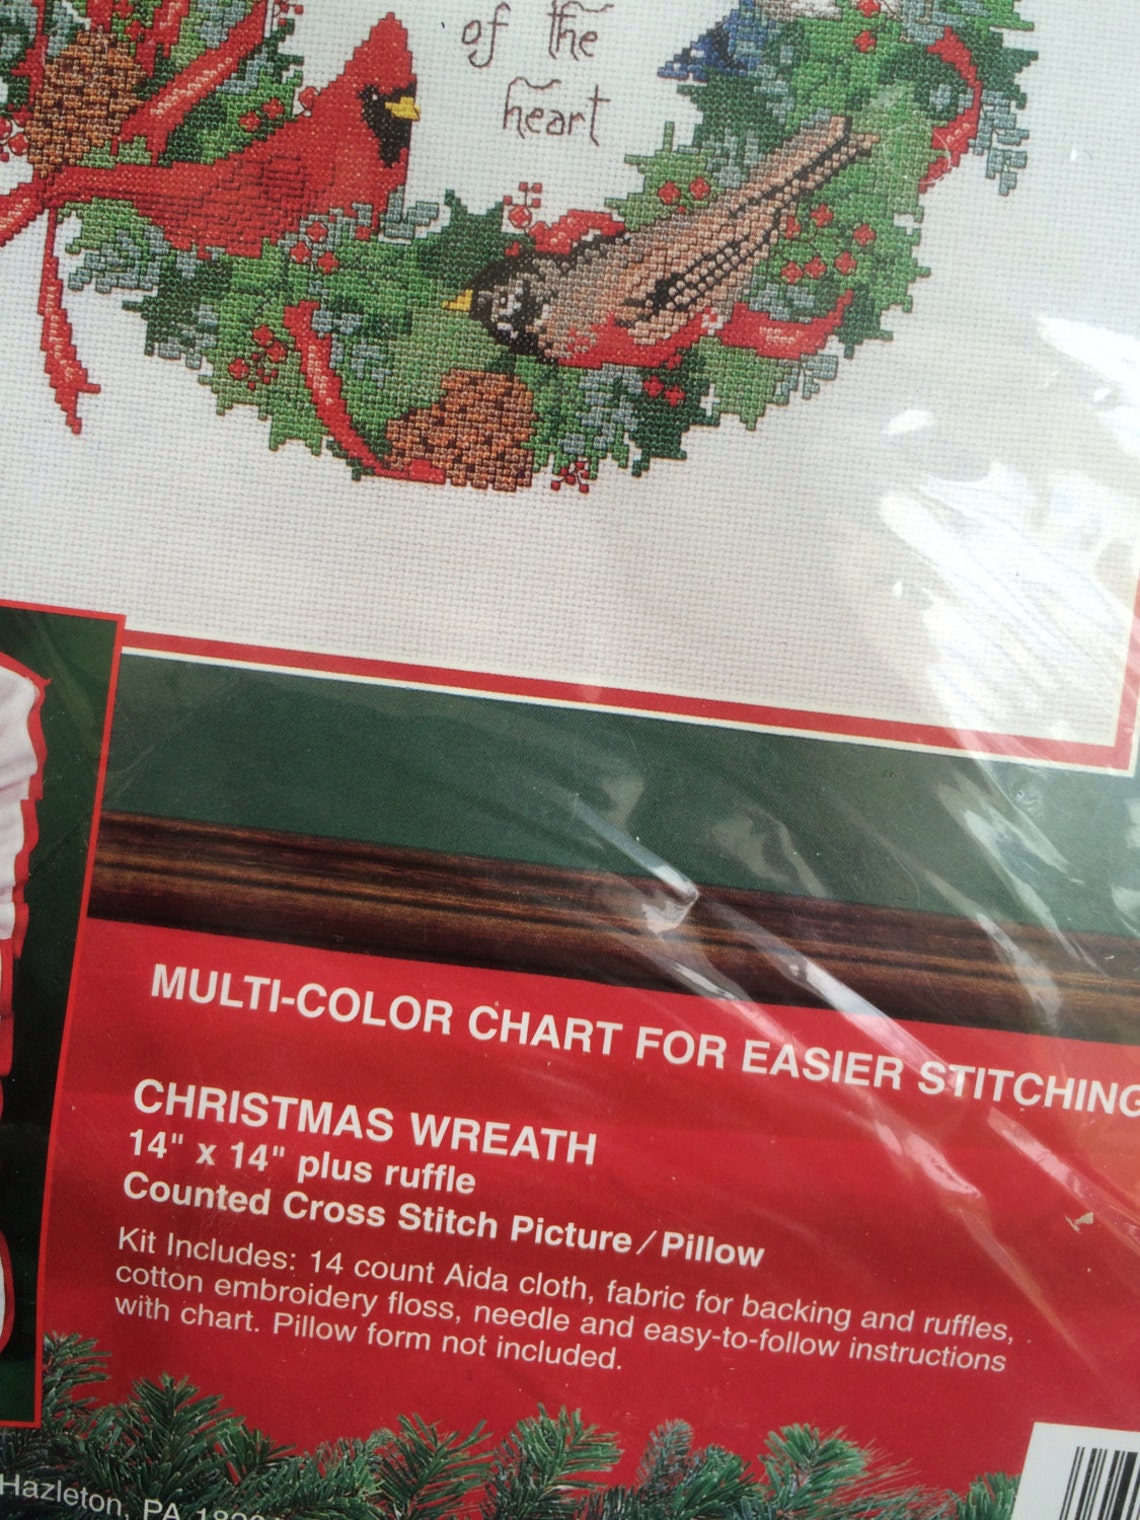 of the
heart
MULTI-COLOR CHART FOR EASIER STITCHING
CHRISTMAS WREATH
14" x 14" plus ruffle
Counted Cross Stitch Picture/Pillow
Kit Includes: 14 count Aida cloth, fabric for backing and ruffles,
cotton embroidery floss, needle and easy-to-follow instructions
with chart. Pillow form not included.
Hazleton, PA